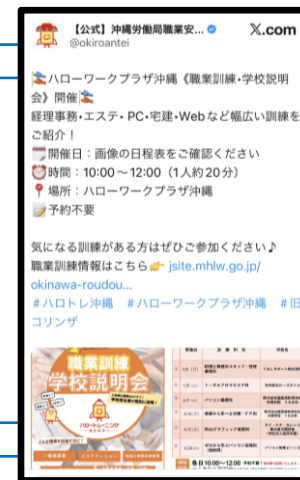 【公式】沖縄労働局職業安...
X.com
@okiroantei
ハローワークプラザ沖縄《職業訓練・学校説明
会》開催
経理事務・エステ・PC・宅建・Webなど幅広い訓練を
ご紹介!
開催日:画像の日程表をご確認ください
時間:10:00～12:00(1人約20分)
場所:ハローワークプラザ沖縄
予約不要
気になる訓練がある方はぜひご参加ください♪
職業訓練情報はこちら👉 jsite.mhlw.go.jp/
okinawa-roudou...
#ハロトレ沖縄 #ハローワークプラザ沖縄 #旧
コリンザ
職業訓練
学校説明会
ハロートレーニング
各日10:00～12:00